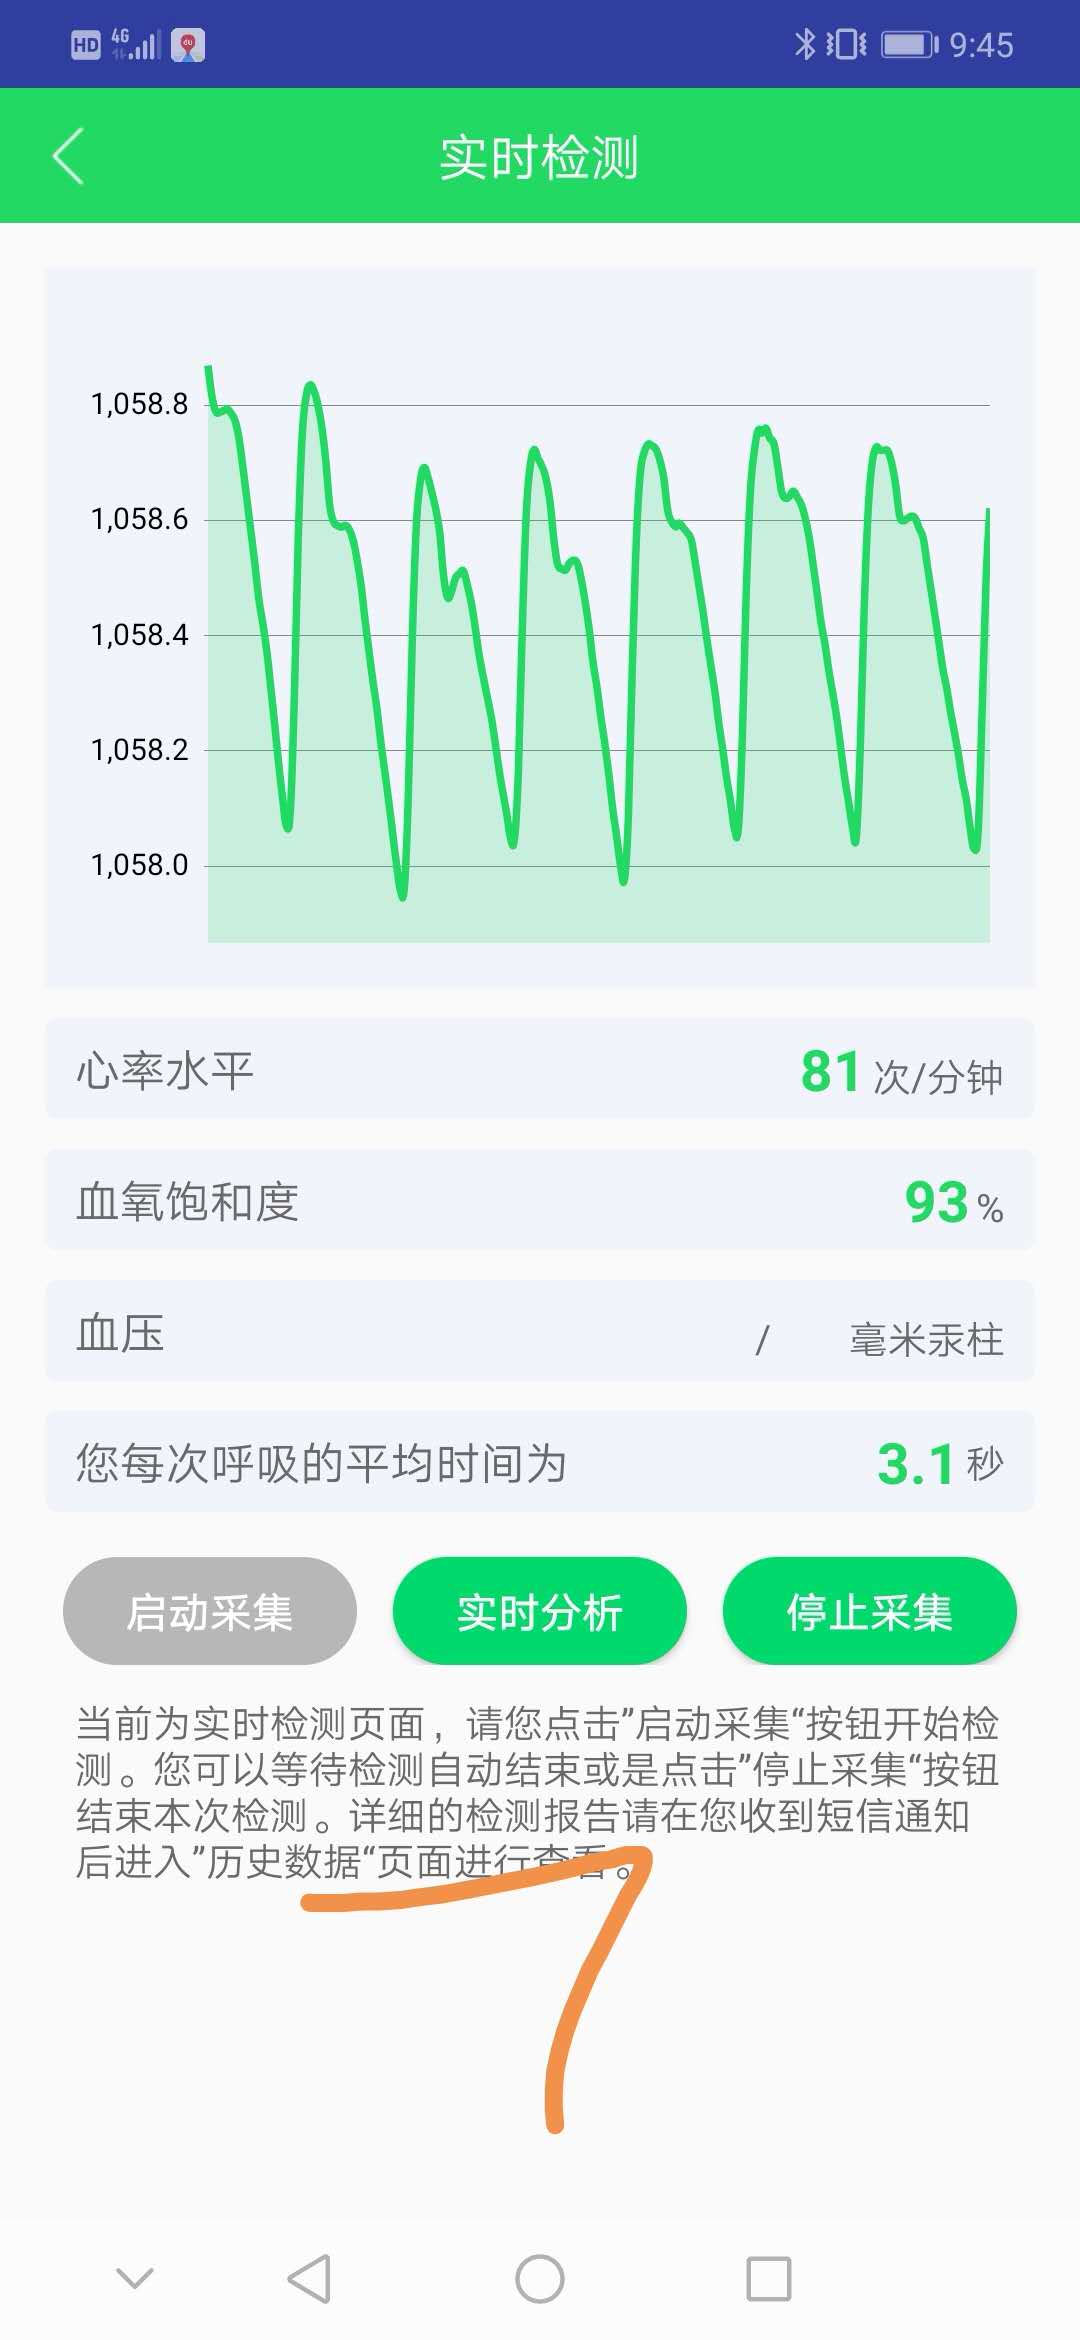 HD 4G 9:45
实时检测
1,058.8
1,058.6
1,058.4
1,058.2
1,058.0
心率水平 81 次/分钟
血氧饱和度 93 %
血压 / 毫米汞柱
您每次呼吸的平均时间为 3.1 秒
启动采集 实时分析 停止采集
当前为实时检测页面，请您点击”启动采集“按钮开始检
测。您可以等待检测自动结束或是点击”停止采集“按钮
结束本次检测。详细的检测报告请在您收到短信通知
后进入”历史数据“页面进行查看。
7